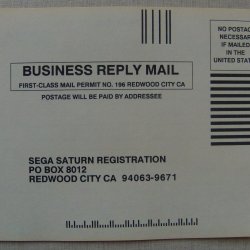 NO POSTAGE
NECESSARY
IF MAILED
IN THE
UNITED STATES
BUSINESS REPLY MAIL
FIRST-CLASS MAIL PERMIT NO. 196 REDWOOD CITY CA
POSTAGE WILL BE PAID BY ADDRESSEE
SEGA SATURN REGISTRATION
PO BOX 8012
REDWOOD CITY CA 94063-9671